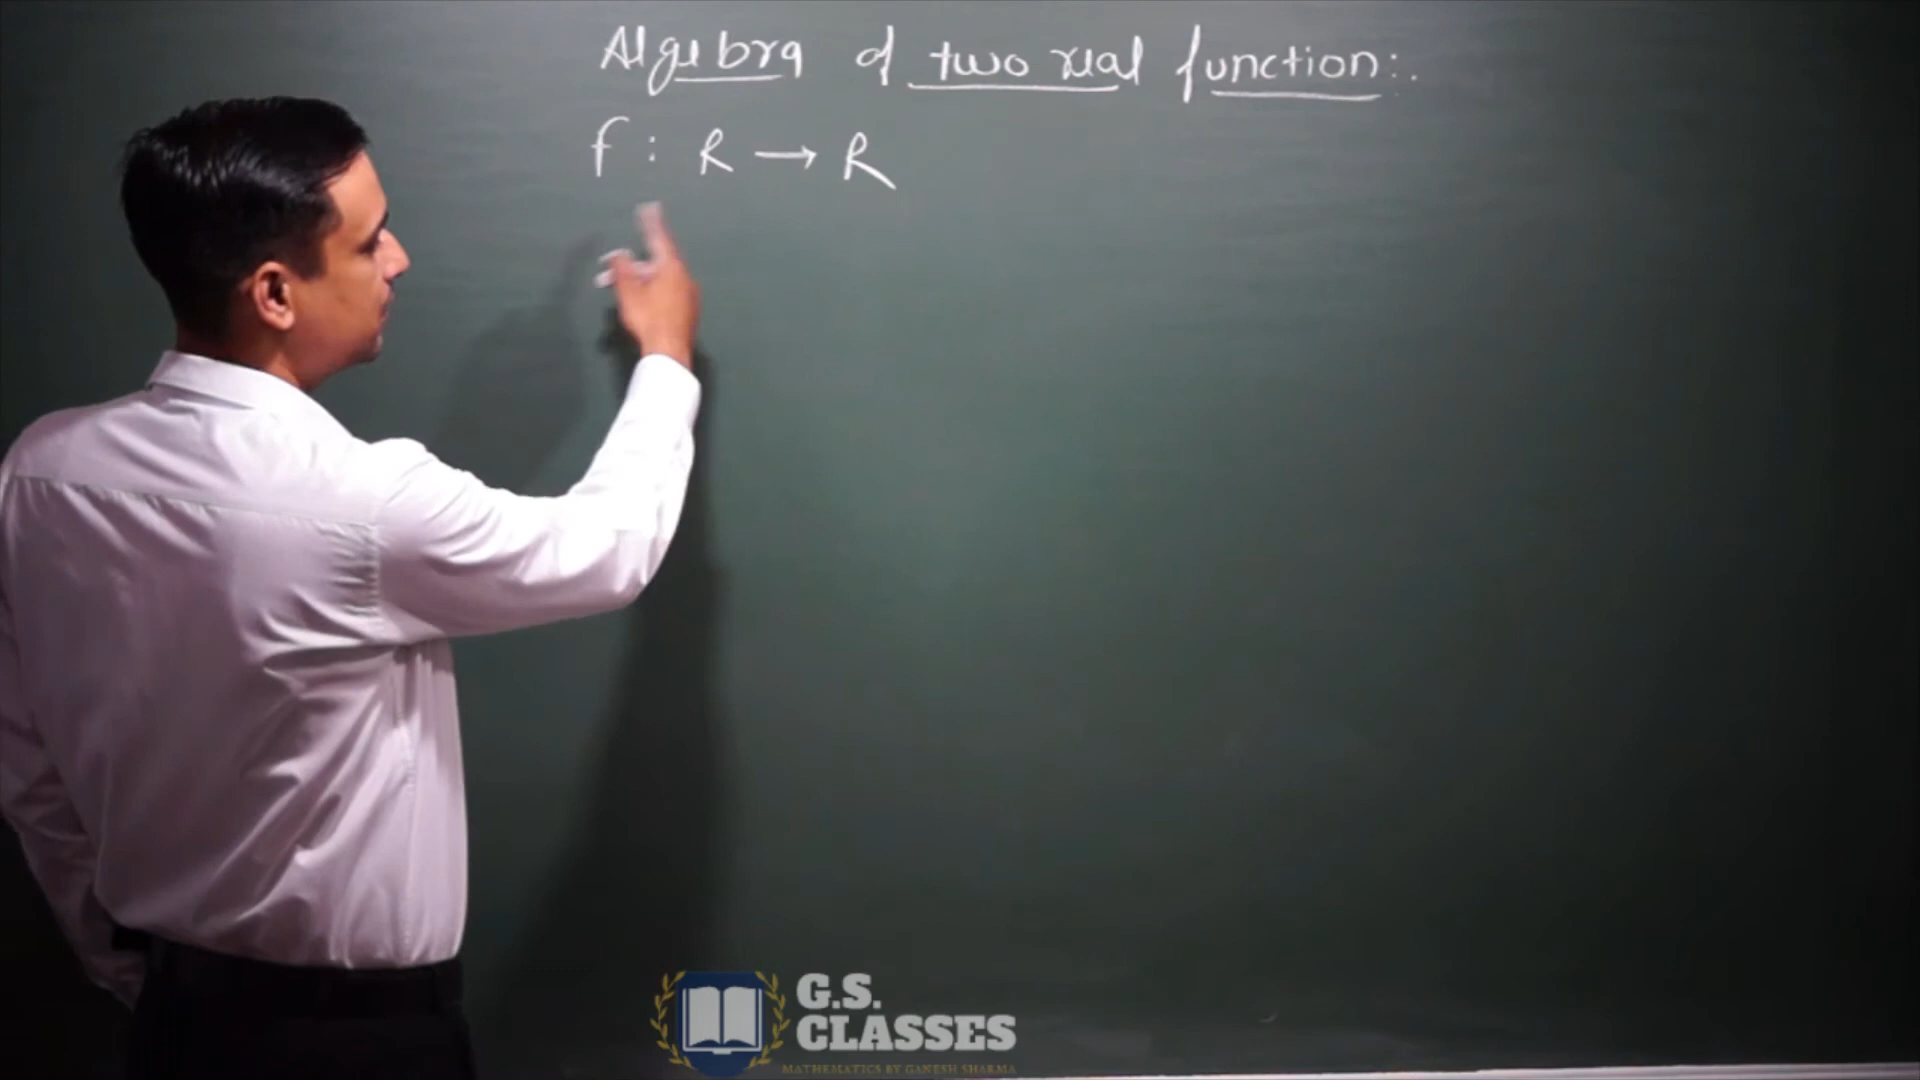 Algebra of two real function:.
f : R → R
G.S.
CLASSES
MATHEMATICS BY GANESH SHARMA